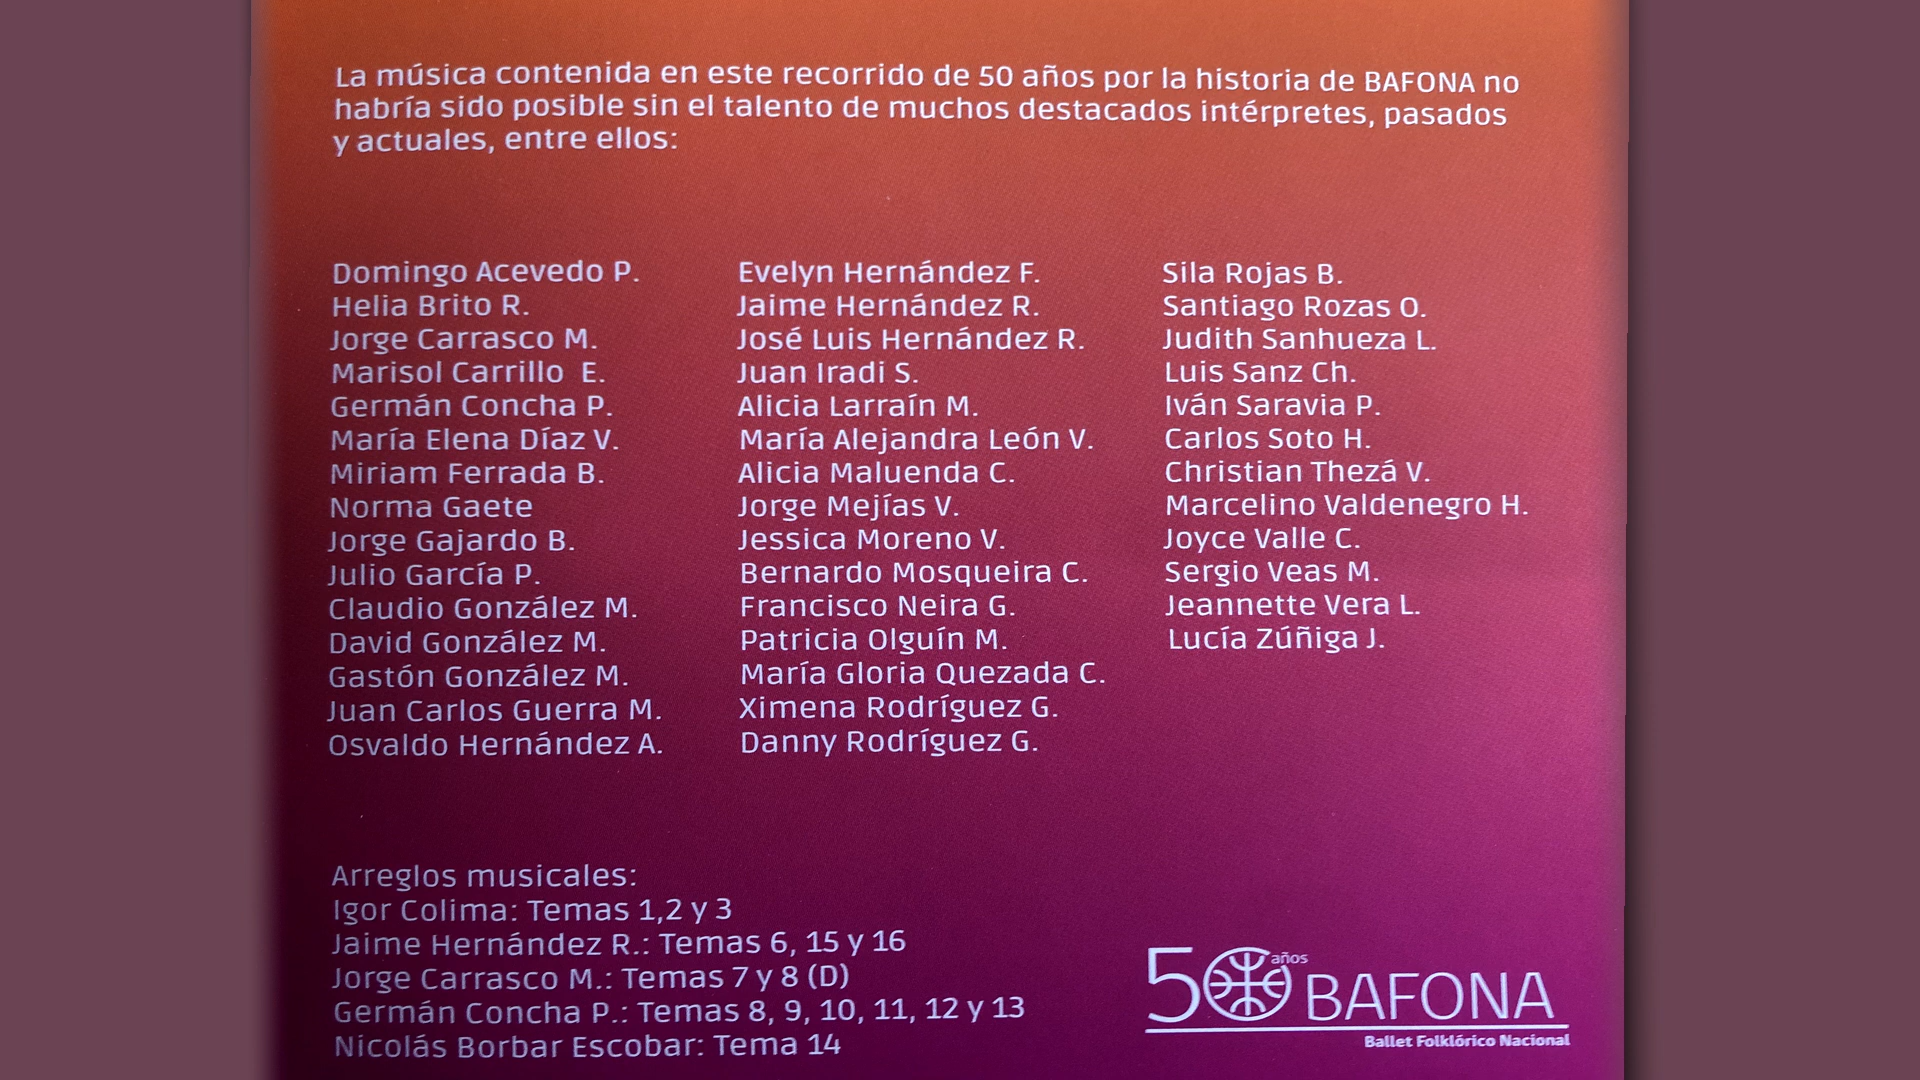 La música contenida en este recorrido de 50 años por la historia de BAFONA no
habría sido posible sin el talento de muchos destacados intérpretes, pasados
y actuales, entre ellos:
Domingo Acevedo P.
Helia Brito R.
Jorge Carrasco M.
Marisol Carrillo E.
Germán Concha P.
María Elena Díaz V.
Miriam Ferrada B.
Norma Gaete
Jorge Gajardo B.
Julio García P.
Claudio González M.
David González M.
Gastón González M.
Juan Carlos Guerra M.
Osvaldo Hernández A.
Evelyn Hernández F.
Jaime Hernández R.
José Luis Hernández R.
Juan Iradi S.
Alicia Larraín M.
María Alejandra León V.
Alicia Maluenda C.
Jorge Mejías V.
Jessica Moreno V.
Bernardo Mosqueira C.
Francisco Neira G.
Patricia Olguín M.
María Gloria Quezada C.
Ximena Rodríguez G.
Danny Rodríguez G.
Sila Rojas B.
Santiago Rozas O.
Judith Sanhueza L.
Luis Sanz Ch.
Iván Saravia P.
Carlos Soto H.
Christian Thezá V.
Marcelino Valdenegro H.
Joyce Valle C.
Sergio Veas M.
Jeannette Vera L.
Lucía Zúñiga J.
Arreglos musicales:
Igor Colima: Temas 1,2 y 3
Jaime Hernández R.: Temas 6, 15 y 16
Jorge Carrasco M.: Temas 7 y 8 (D)
Germán Concha P.: Temas 8, 9, 10, 11, 12 y 13
Nicolás Borbar Escobar: Tema 14
50 años BAFONA
Ballet Folklórico Nacional